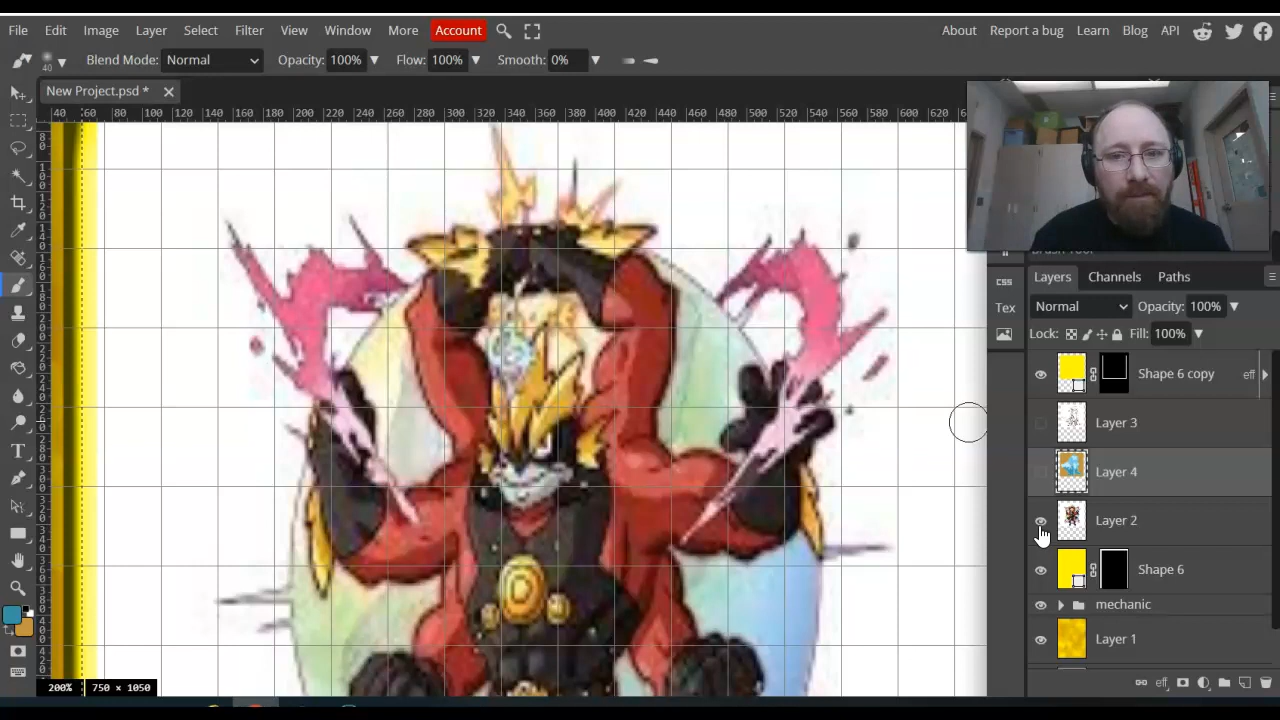 File Edit Image Layer Select Filter View Window More Account About Report a bug Learn Blog API
40 Blend Mode: Normal Opacity: 100% Flow: 100% Smooth: 0%
New Project.psd *
40 60 80 100 120 140 160 180 200 220 240 260 280 300 320 340 360 380 400 420 440 460 480 500 520 540 560 580 600 620 640
CSS
Layers Channels Paths
Tex
Normal Opacity: 100%
Lock: Fill: 100%
Shape 6 copy eff
Layer 3
Layer 4
Layer 2
Shape 6
mechanic
Layer 1
eff
200% 750 × 1050